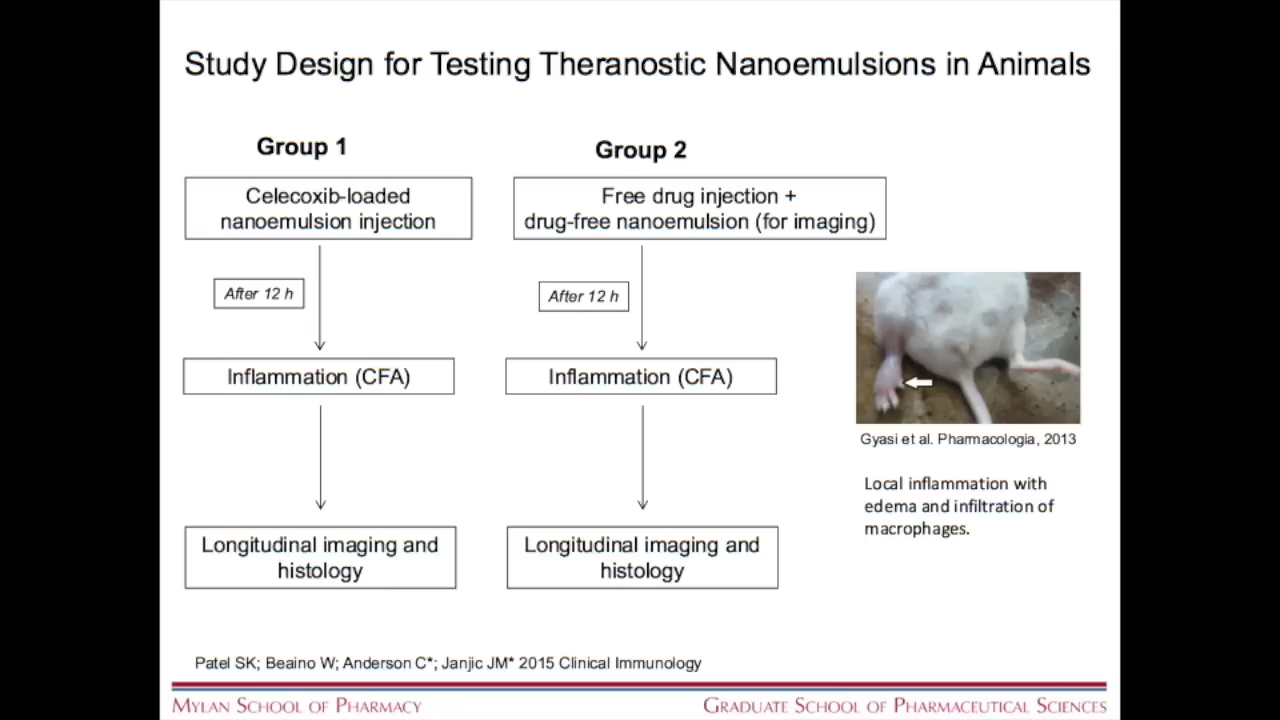 Study Design for Testing Theranostic Nanoemulsions in Animals
Group 1
Celecoxib-loaded
nanoemulsion injection
After 12 h
Inflammation (CFA)
Longitudinal imaging and
histology
Group 2
Free drug injection +
drug-free nanoemulsion (for imaging)
After 12 h
Inflammation (CFA)
Longitudinal imaging and
histology
Gyasi et al. Pharmacologia, 2013
Local inflammation with
edema and infiltration of
macrophages.
Patel SK; Beaino W; Anderson C*; Janjic JM* 2015 Clinical Immunology
MYLAN SCHOOL OF PHARMACY
GRADUATE SCHOOL OF PHARMACEUTICAL SCIENCES